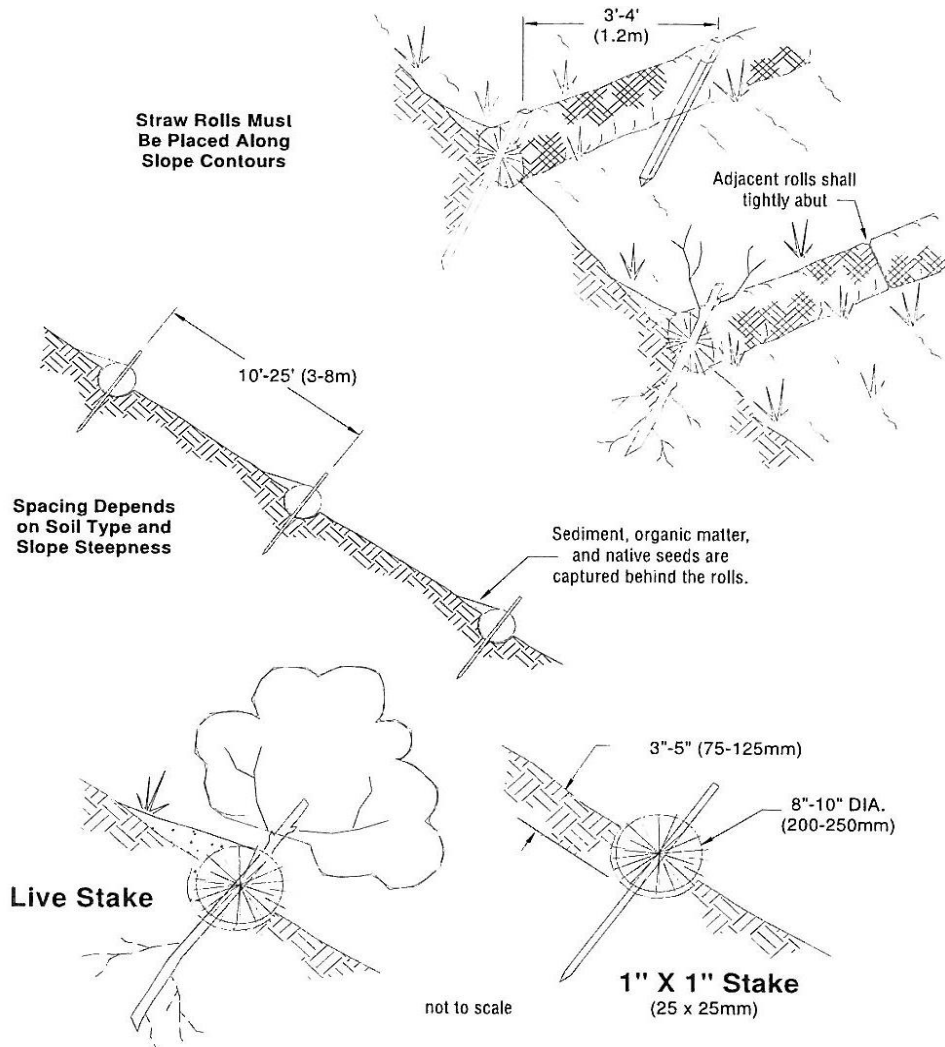 3'-4'
(1.2m)
Straw Rolls Must
Be Placed Along
Slope Contours
Adjacent rolls shall
tightly abut
10'-25' (3-8m)
Spacing Depends
on Soil Type and
Slope Steepness
Sediment, organic matter,
and native seeds are
captured behind the rolls.
3"-5" (75-125mm)
8"-10" DIA.
(200-250mm)
Live Stake
not to scale
1" X 1" Stake
(25 x 25mm)